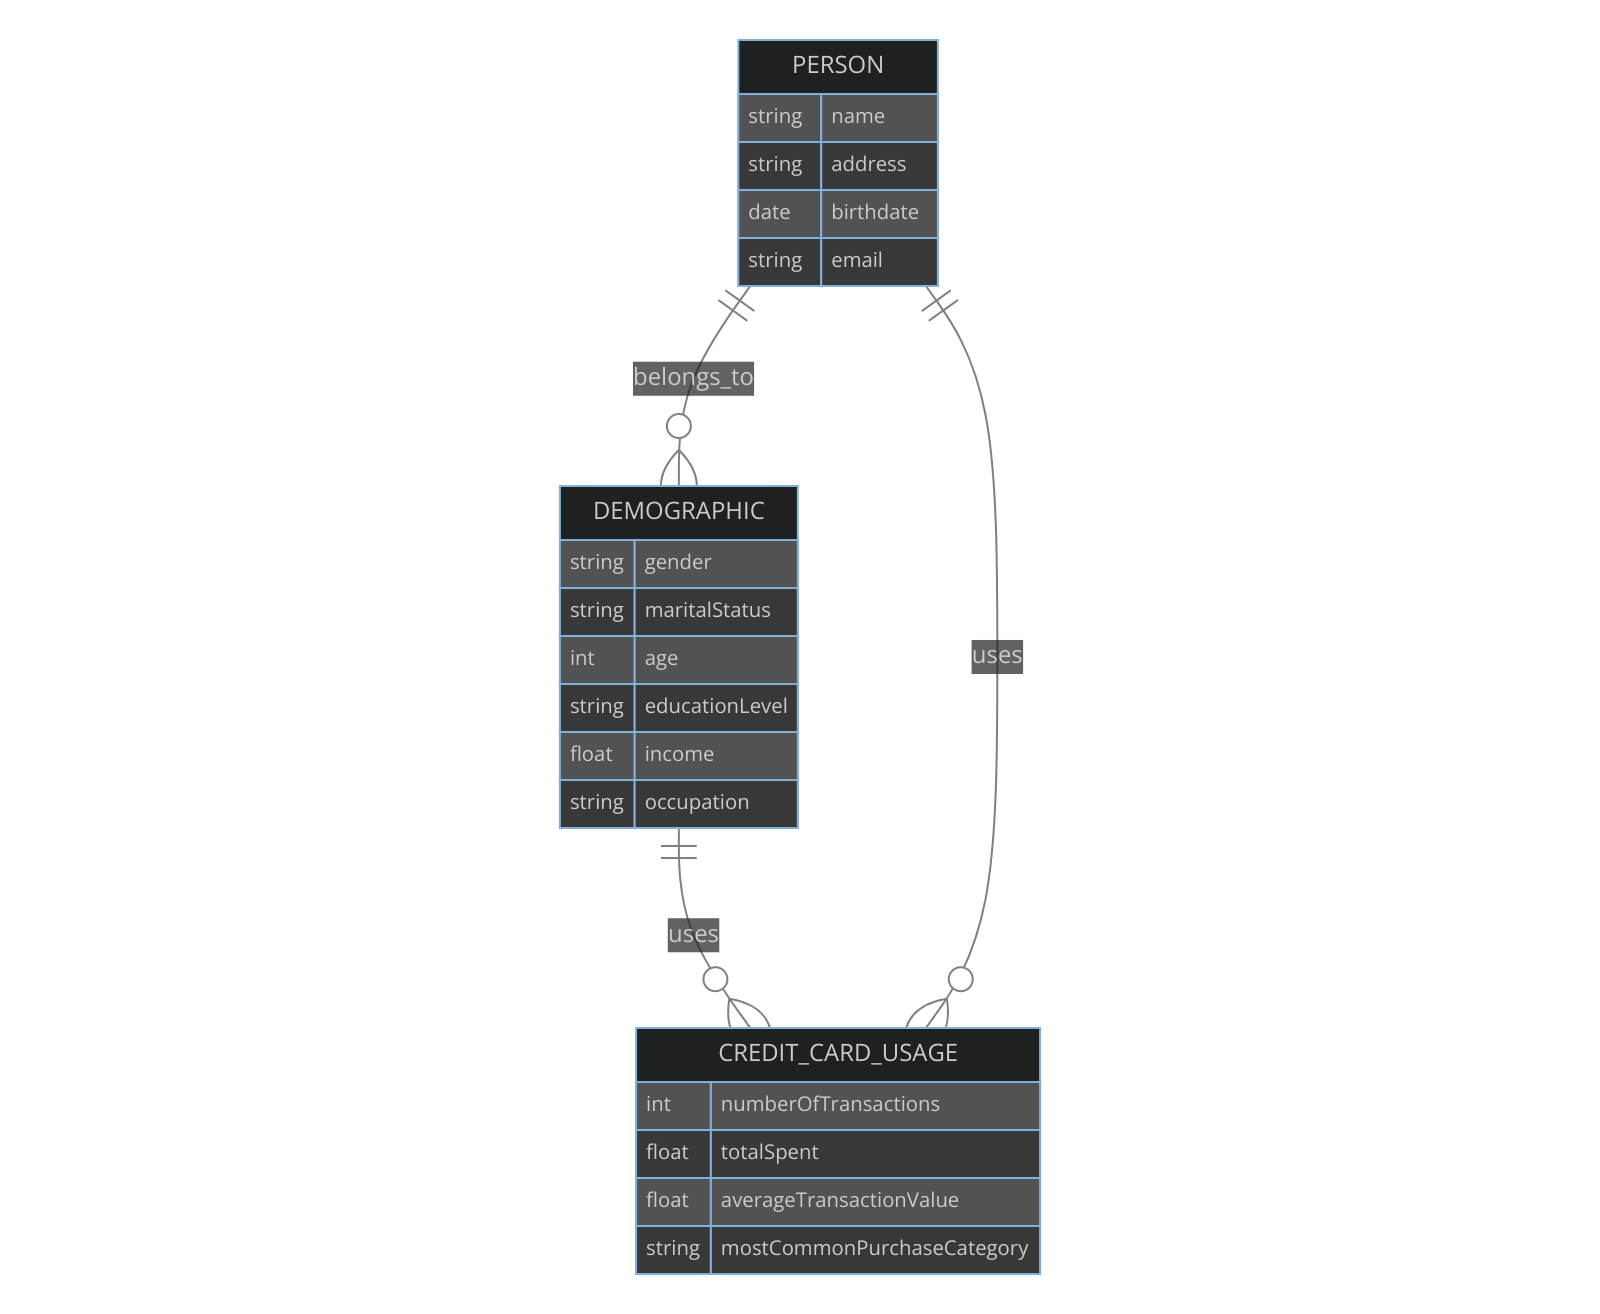 PERSON
string name
string address
date birthdate
string email
belongs_to
DEMOGRAPHIC
string gender
string maritalStatus
int age
string educationLevel
float income
string occupation
uses
uses
CREDIT_CARD_USAGE
int numberOfTransactions
float totalSpent
float averageTransactionValue
string mostCommonPurchaseCategory